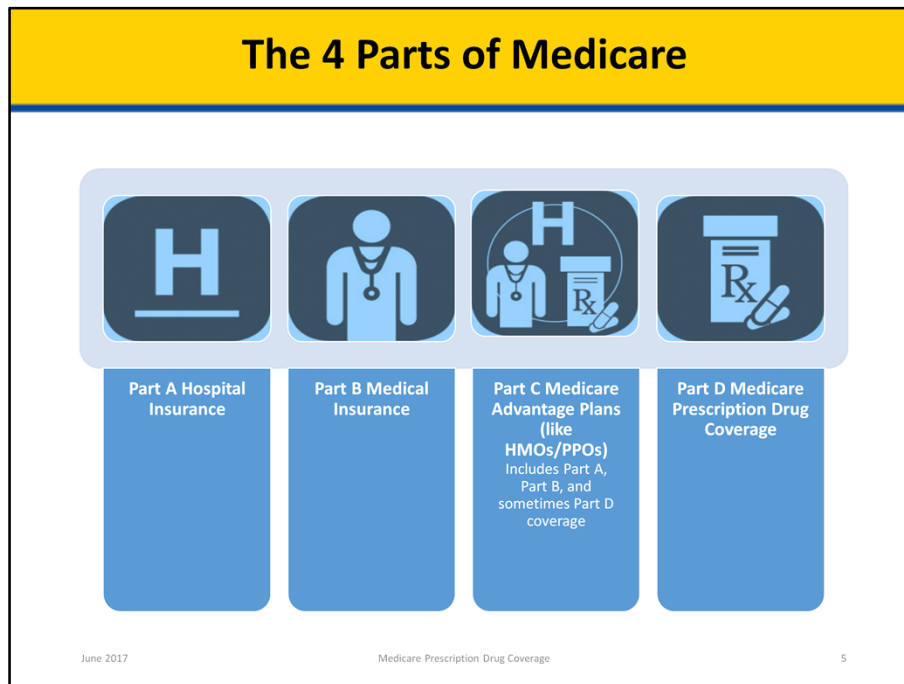 The 4 Parts of Medicare
H
H
Rx
Rx
Part A Hospital
Insurance
Part B Medical
Insurance
Part C Medicare
Advantage Plans
(like
HMOs/PPOs)
Includes Part A,
Part B, and
sometimes Part D
coverage
Part D Medicare
Prescription Drug
Coverage
June 2017
Medicare Prescription Drug Coverage
5